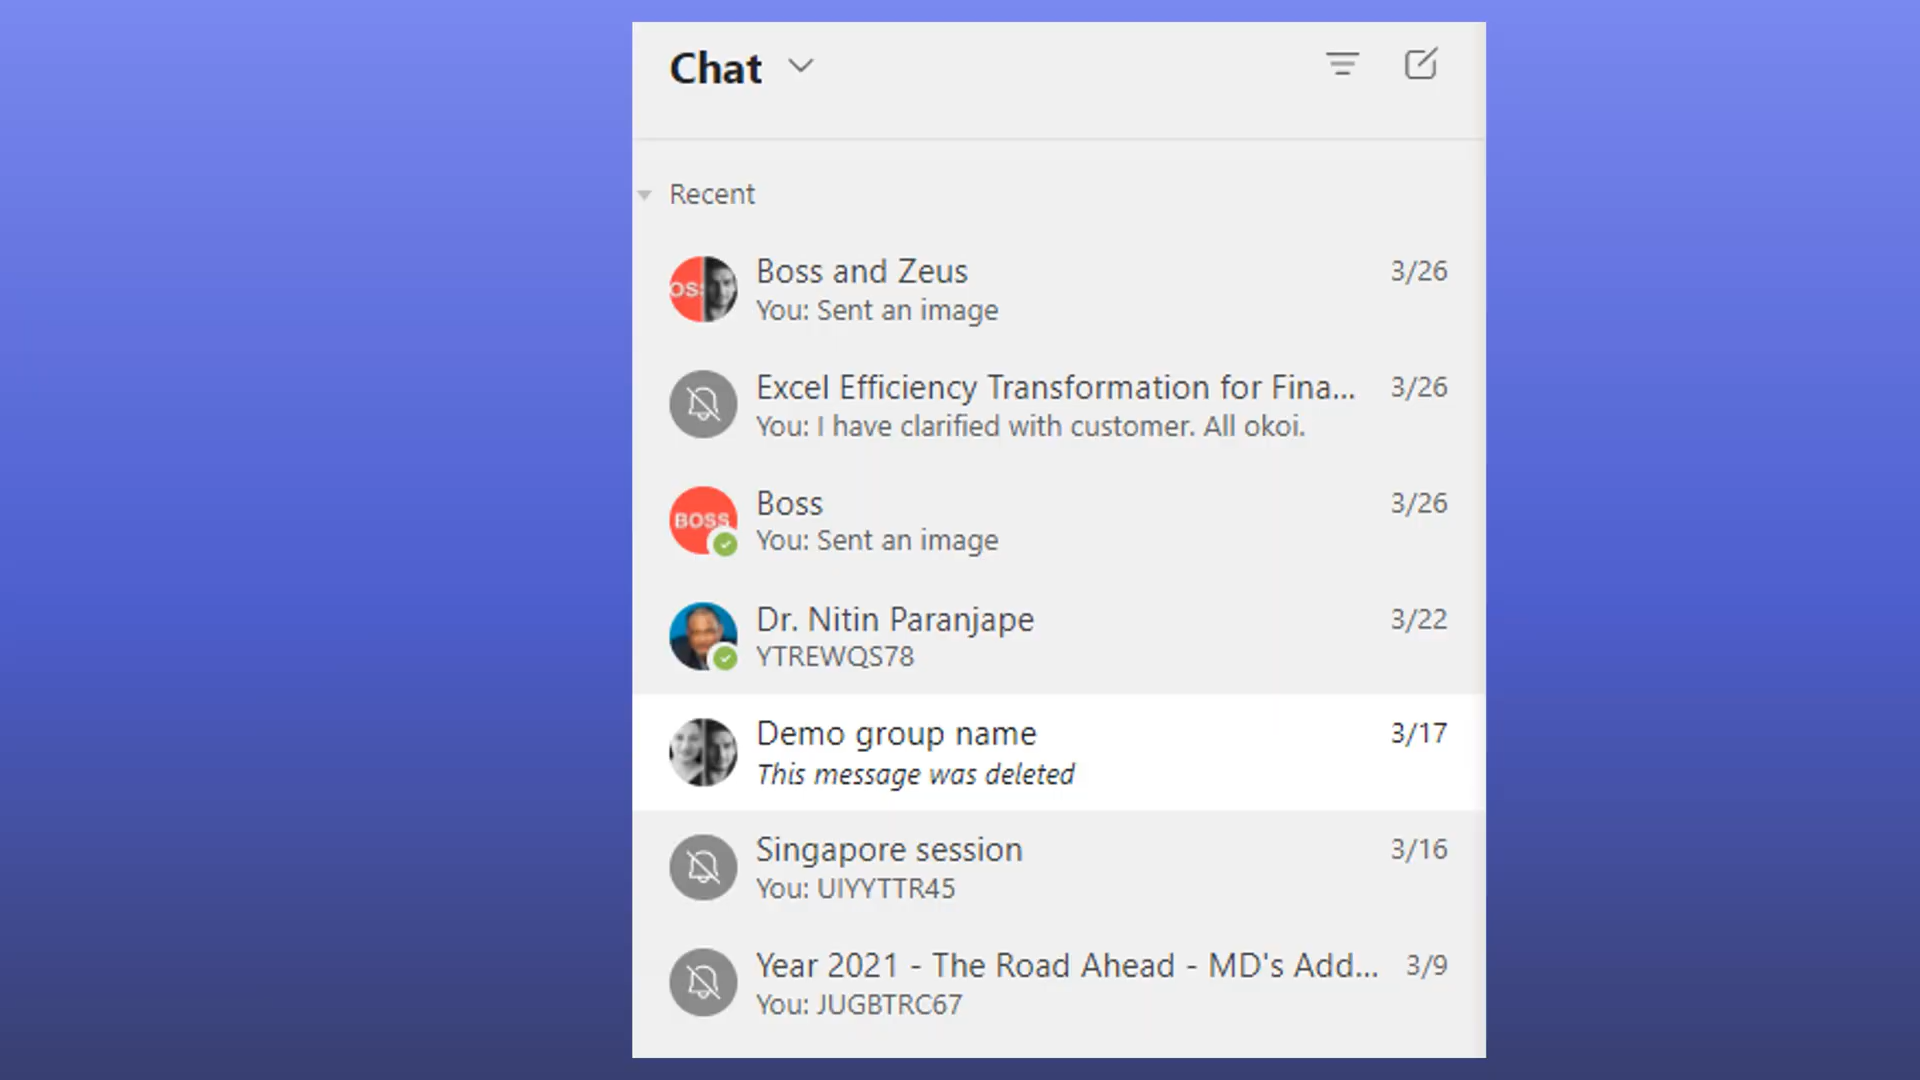 Chat
Recent
OS
Boss and Zeus
3/26
You: Sent an image
Excel Efficiency Transformation for Fina...
3/26
You: I have clarified with customer. All okoi.
BOSS
Boss
3/26
You: Sent an image
Dr. Nitin Paranjape
3/22
YTREWQS78
Demo group name
3/17
This message was deleted
Singapore session
3/16
You: UIYYTTR45
Year 2021 - The Road Ahead - MD's Add...
3/9
You: JUGBTRC67